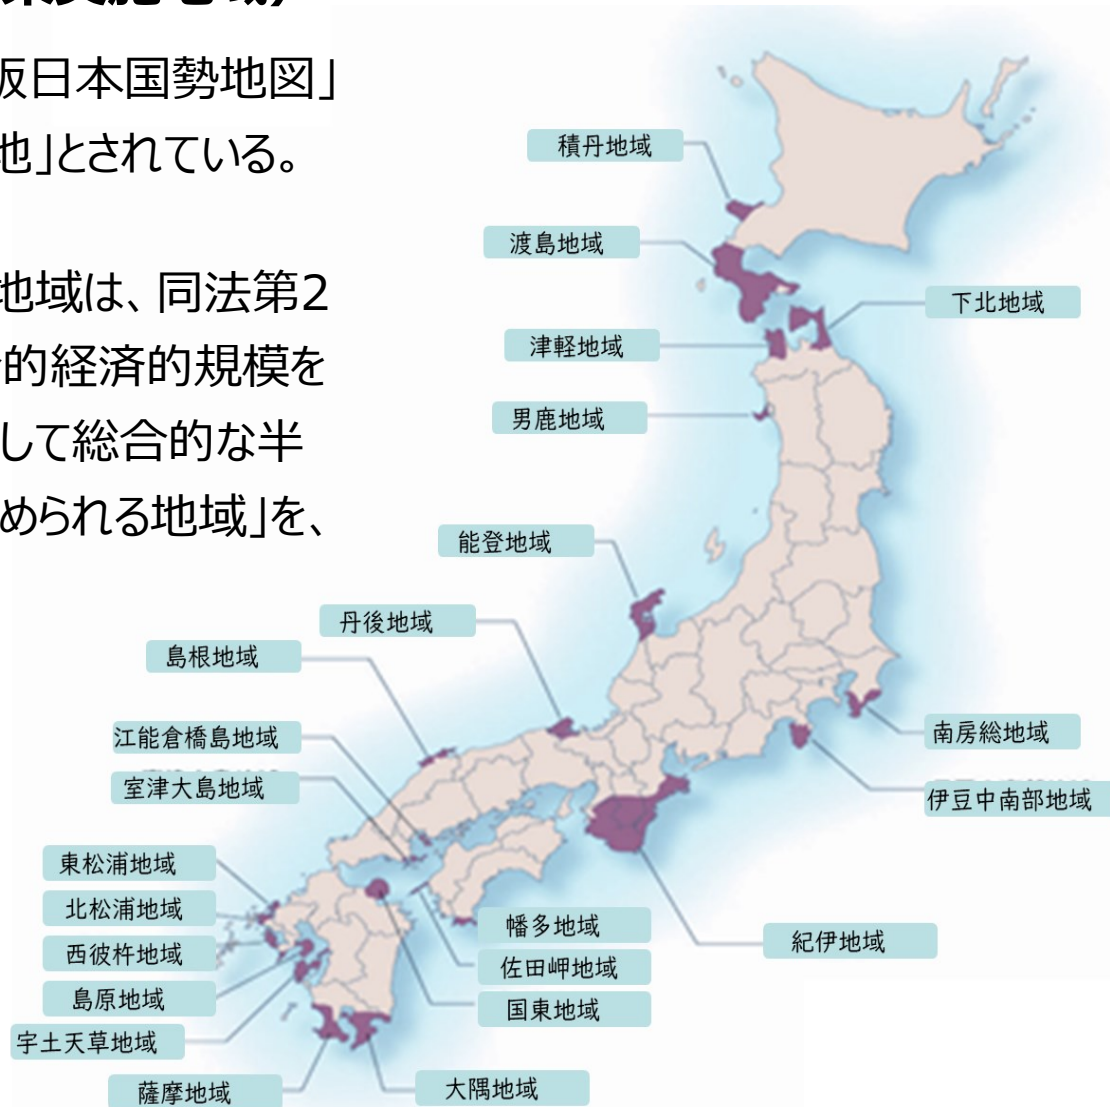 業実施地域)
版日本国勢地図」
地」とされている。
地域は、同法第2
的経済的規模を
して総合的な半
められる地域」を、
積丹地域
渡島地域
下北地域
津軽地域
男鹿地域
能登地域
丹後地域
島根地域
江能倉橋島地域
室津大島地域
南房総地域
伊豆中南部地域
東松浦地域
北松浦地域
西彼杵地域
島原地域
宇土天草地域
薩摩地域
大隅地域
幡多地域
佐田岬地域
国東地域
紀伊地域